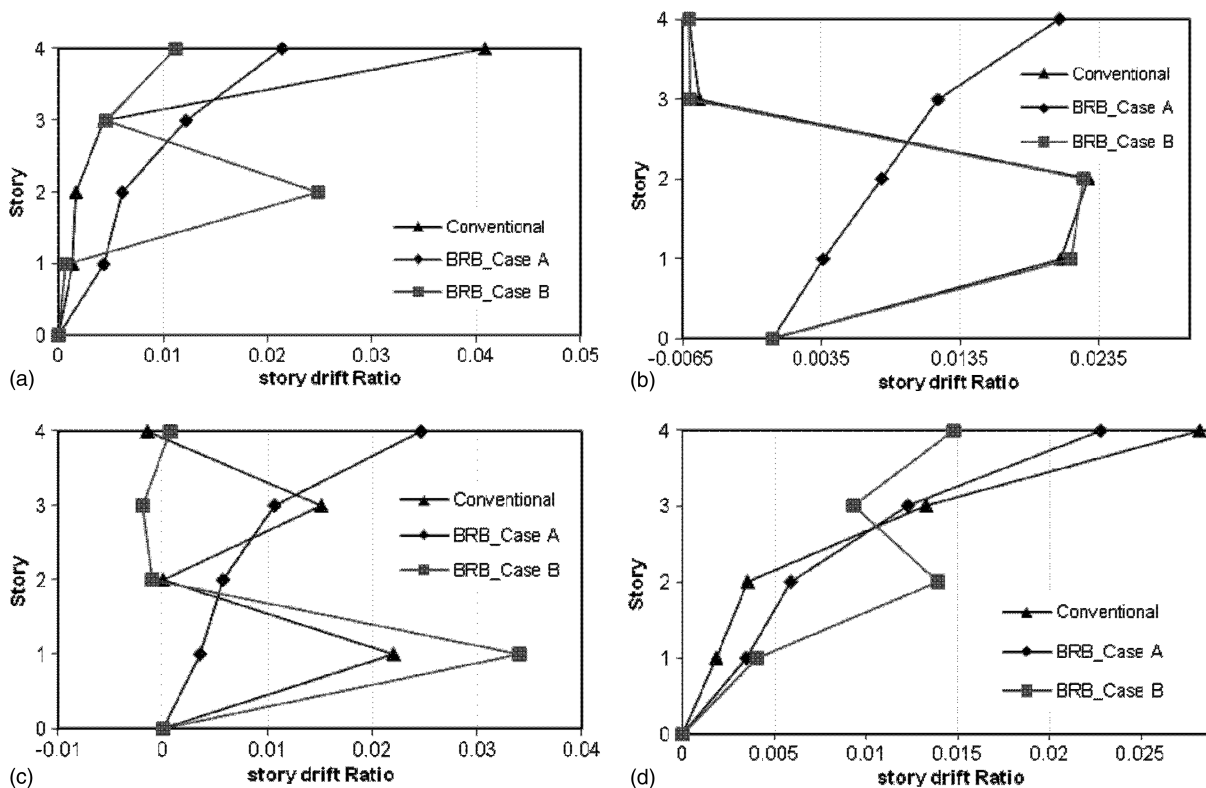 4
3
Story
2
1
0
0
0.01
0.02
0.03
0.04
0.05
story drift Ratio
Conventional
BRB_Case A
BRB_Case B
(a)
4
3
Story
2
1
0
-0.0065
0.0035
0.0135
0.0235
story drift Ratio
Conventional
BRB_Case A
BRB_Case B
(b)
4
3
Story
2
1
0
-0.01
0
0.01
0.02
0.03
0.04
story drift Ratio
Conventional
BRB_Case A
BRB_Case B
(c)
4
3
Story
2
1
0
0
0.005
0.01
0.015
0.02
0.025
story drift Ratio
Conventional
BRB_Case A
BRB_Case B
(d)